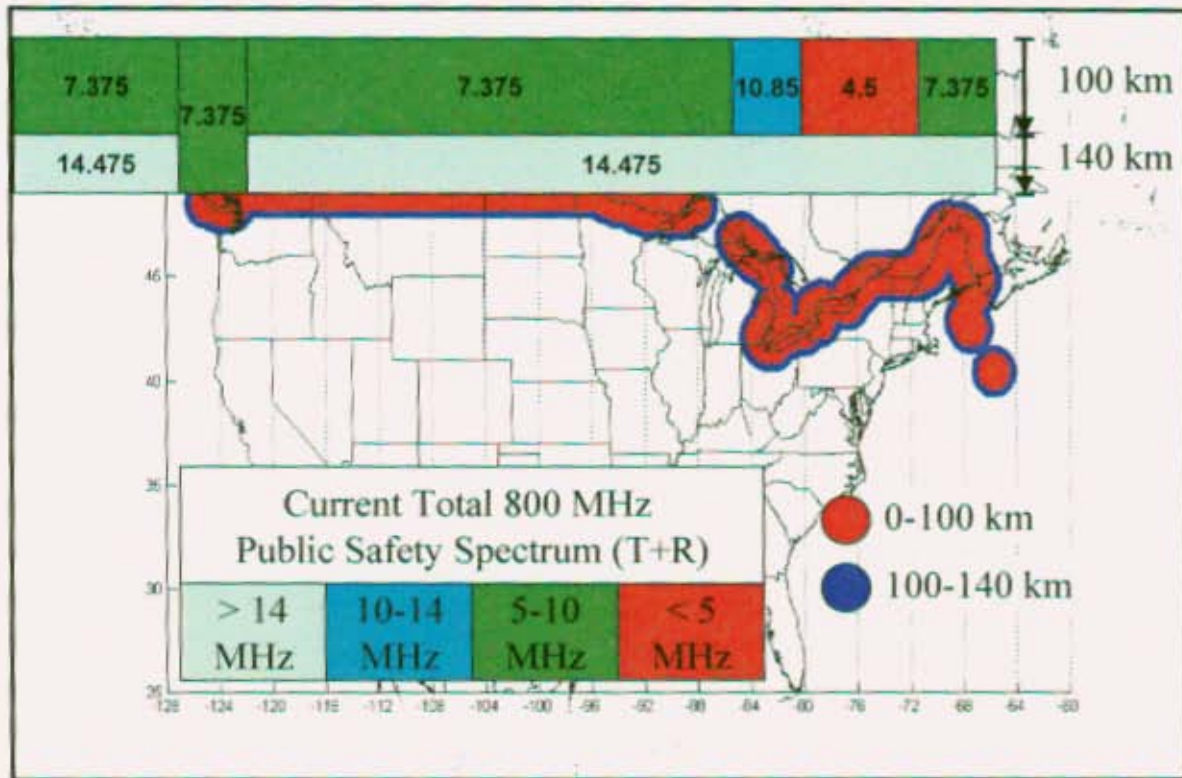 7.375
7.375
7.375
10.85
4.5
7.375
100 km
14.475
14.475
140 km
46
40
35
30
25
Current Total 800 MHz
Public Safety Spectrum (T+R)
> 14
MHz
10-14
MHz
5-10
MHz
< 5
MHz
0-100 km
100-140 km
-128 -124 -120 -116 -112 -108 -104 -100 -96 -92 -88 -84 -80 -76 -72 -68 -64 -60